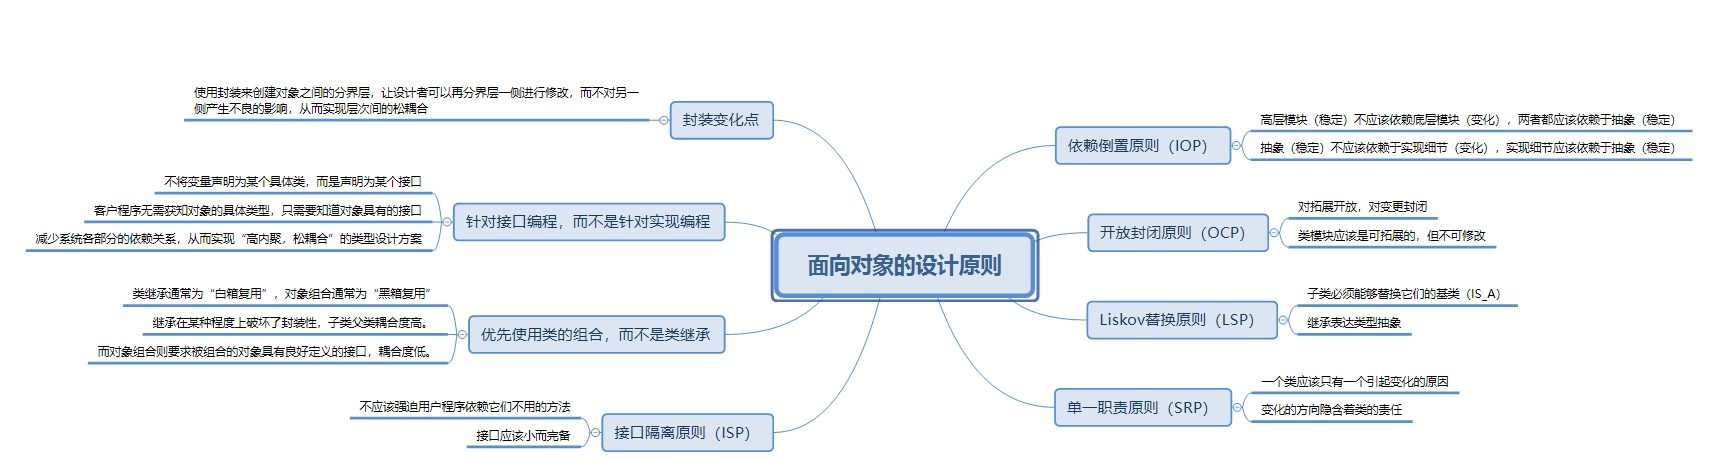 面向对象的设计原则
依赖倒置原则（IOP）
高层模块（稳定）不应该依赖底层模块（变化），两者都应该依赖于抽象（稳定）
抽象（稳定）不应该依赖于实现细节（变化），实现细节应该依赖于抽象（稳定）
开放封闭原则（OCP）
对拓展开放，对变更封闭
类模块应该是可拓展的，但不可修改
Liskov替换原则（LSP）
子类必须能够替换它们的基类（IS_A）
继承表达类型抽象
单一职责原则（SRP）
一个类应该只有一个引起变化的原因
变化的方向隐含着类的责任
封装变化点
使用封装来创建对象之间的分界层，让设计者可以再分界层一侧进行修改，而不对另一
侧产生不良的影响，从而实现层次间的松耦合
针对接口编程，而不是针对实现编程
不将变量声明为某个具体类，而是声明为某个接口
客户程序无需获知对象的具体类型，只需要知道对象具有的接口
减少系统各部分的依赖关系，从而实现“高内聚，松耦合”的类型设计方案
优先使用类的组合，而不是类继承
类继承通常为“白箱复用”，对象组合通常为“黑箱复用”
继承在某种程度上破坏了封装性，子类父类耦合度高。
而对象组合则要求被组合的对象具有良好定义的接口，耦合度低。
接口隔离原则（ISP）
不应该强迫用户程序依赖它们不用的方法
接口应该小而完备